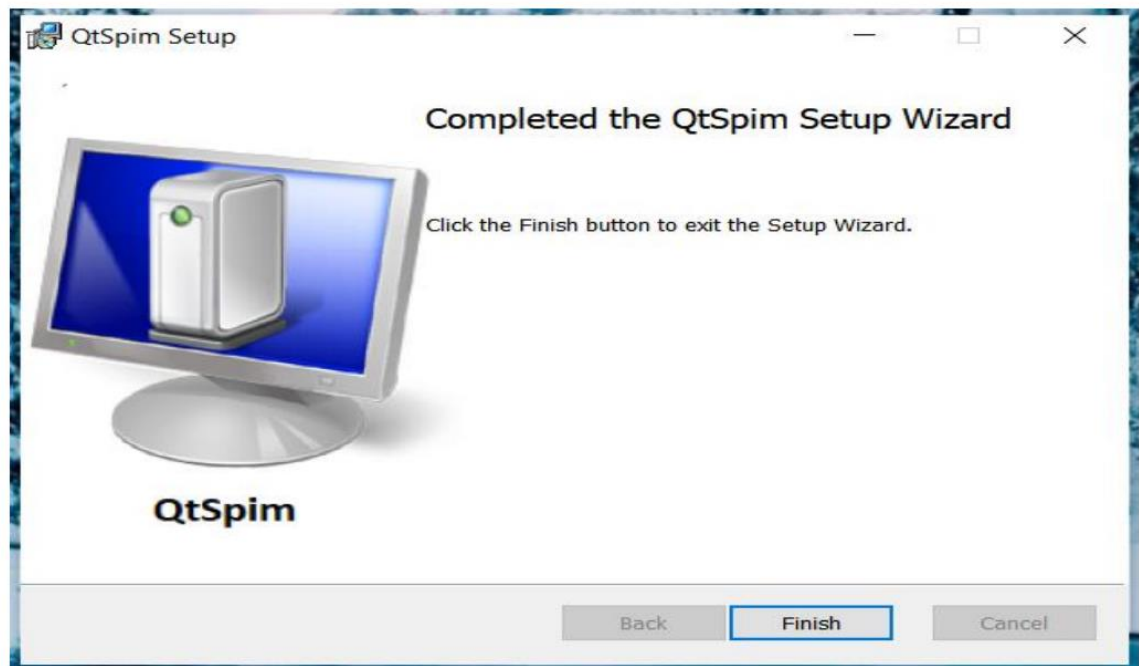 QtSpim Setup
Completed the QtSpim Setup Wizard
Click the Finish button to exit the Setup Wizard.
QtSpim
Back
Finish
Cancel